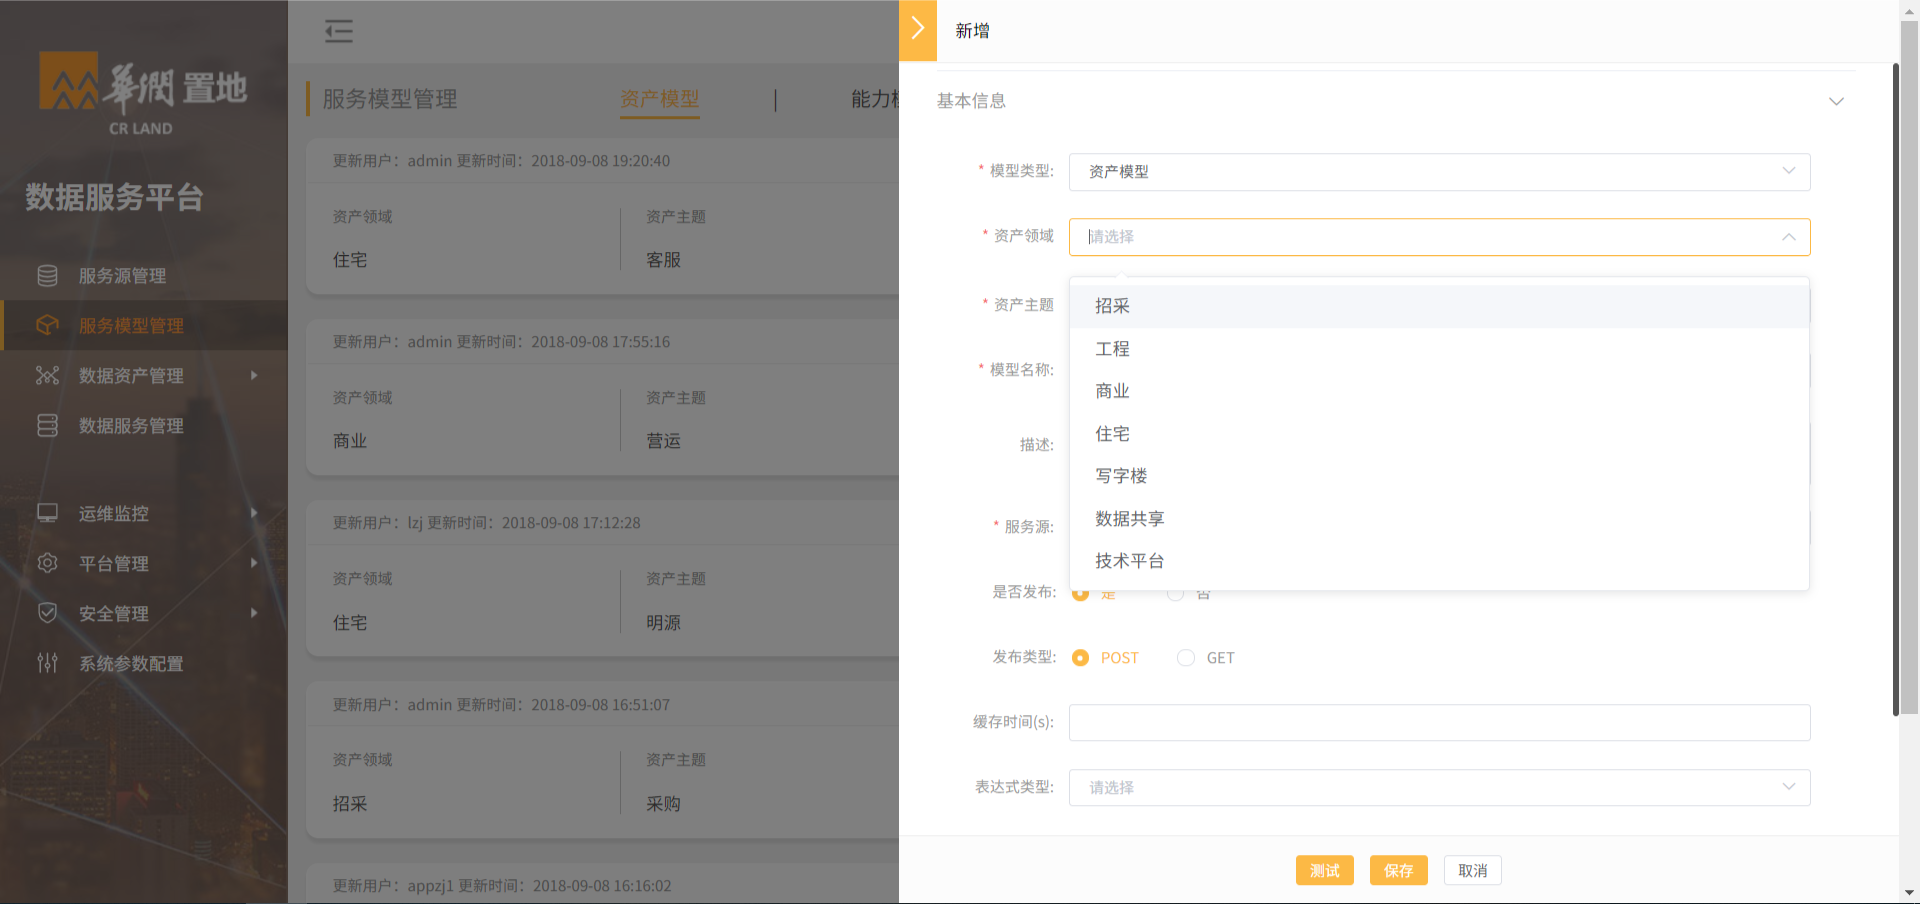 華潤 置地
CR LAND
数据服务平台
服务源管理
服务模型管理
数据资产管理
数据服务管理
运维监控
平台管理
安全管理
系统参数配置
服务模型管理
资产模型
|
能力
更新用户：admin 更新时间：2018-09-08 19:20:40
资产领域
资产主题
住宅
客服
更新用户：admin 更新时间：2018-09-08 17:55:16
资产领域
资产主题
商业
营运
更新用户：lzj 更新时间：2018-09-08 17:12:28
资产领域
资产主题
住宅
明源
更新用户：admin 更新时间：2018-09-08 16:51:07
资产领域
资产主题
招采
采购
更新用户：appzj1 更新时间：2018-09-08 16:16:02
新增
基本信息
* 模型类型:
资产模型
* 资产领域
请选择
* 资产主题
* 模型名称:
描述:
* 服务源:
招采
工程
商业
住宅
写字楼
数据共享
技术平台
是否发布:
是
否
发布类型:
POST
GET
缓存时间(s):
表达式类型:
请选择
测试
保存
取消